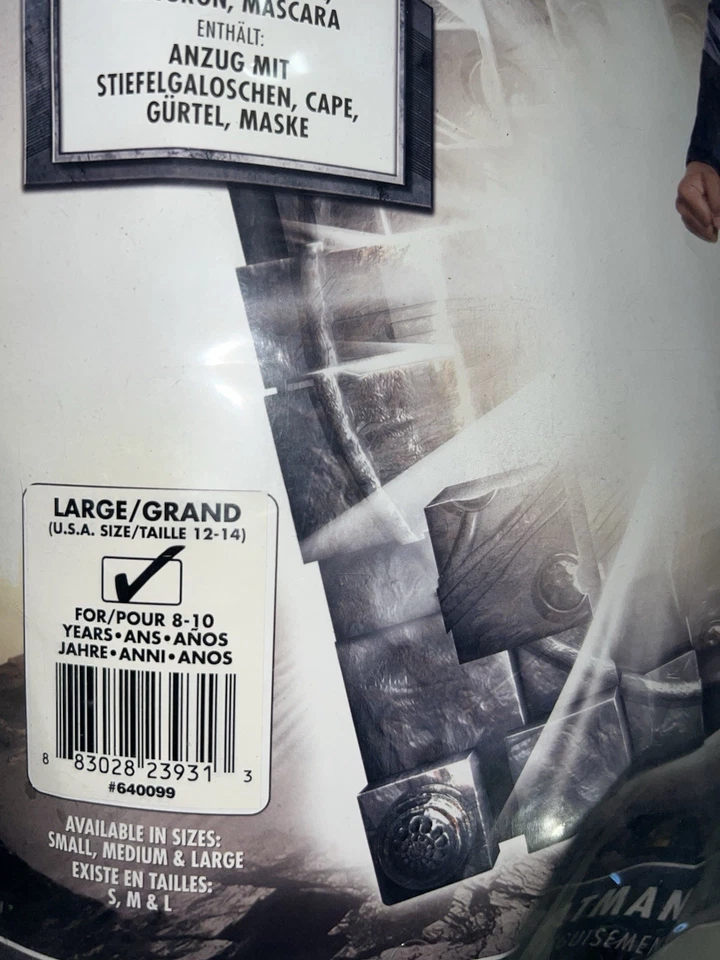 MÁSCARA
ENTHÄLT:
ANZUG MIT
STIEFELGALOSCHEN, CAPE,
GÜRTEL, MASKE
LARGE/GRAND
(U.S.A. SIZE/TAILLE 12-14)
FOR/POUR 8-10
YEARS•ANS•AÑOS
JAHRE•ANNI•ANOS
8 83028 23931 3
#640099
AVAILABLE IN SIZES:
SMALL, MEDIUM & LARGE
EXISTE EN TAILLES:
S, M & L